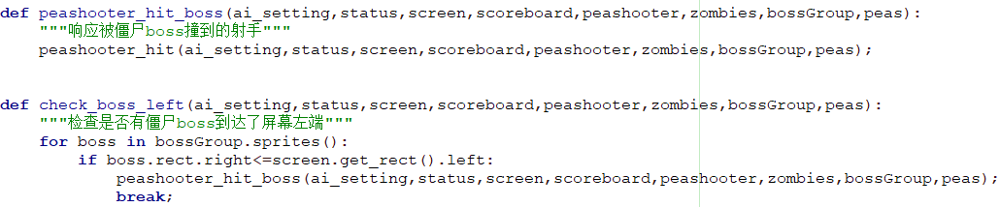 def peashooter_hit_boss(ai_setting,status,screen,scoreboard,peashooter,zombies,bossGroup,peas):
"""响应被僵尸boss撞到的射手"""
peashooter_hit(ai_setting,status,screen,scoreboard,peashooter,zombies,bossGroup,peas);
def check_boss_left(ai_setting,status,screen,scoreboard,peashooter,zombies,bossGroup,peas):
"""检查是否有僵尸boss到达了屏幕左端"""
for boss in bossGroup.sprites():
if boss.rect.right<=screen.get_rect().left:
peashooter_hit_boss(ai_setting,status,screen,scoreboard,peashooter,zombies,bossGroup,peas);
break;